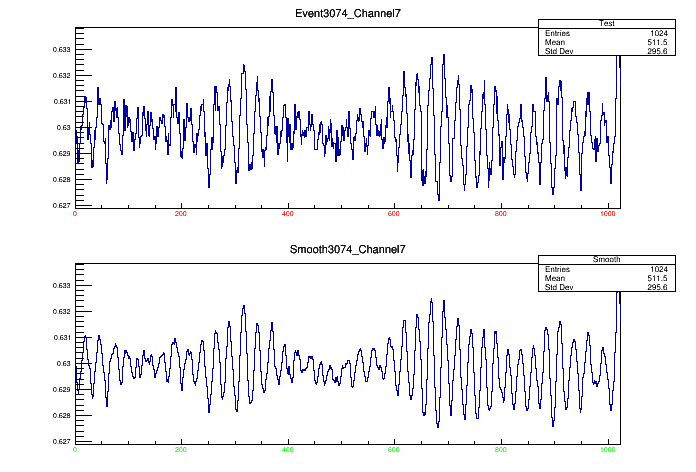 Event3074_Channel7
Test
Entries 1024
Mean 511.5
Std Dev 295.6
0.633
0.632
0.631
0.63
0.629
0.628
0.627
0 200 400 600 800 1000
Smooth3074_Channel7
Smooth
Entries 1024
Mean 511.5
Std Dev 295.6
0.633
0.632
0.631
0.63
0.629
0.628
0.627
0 200 400 600 800 1000